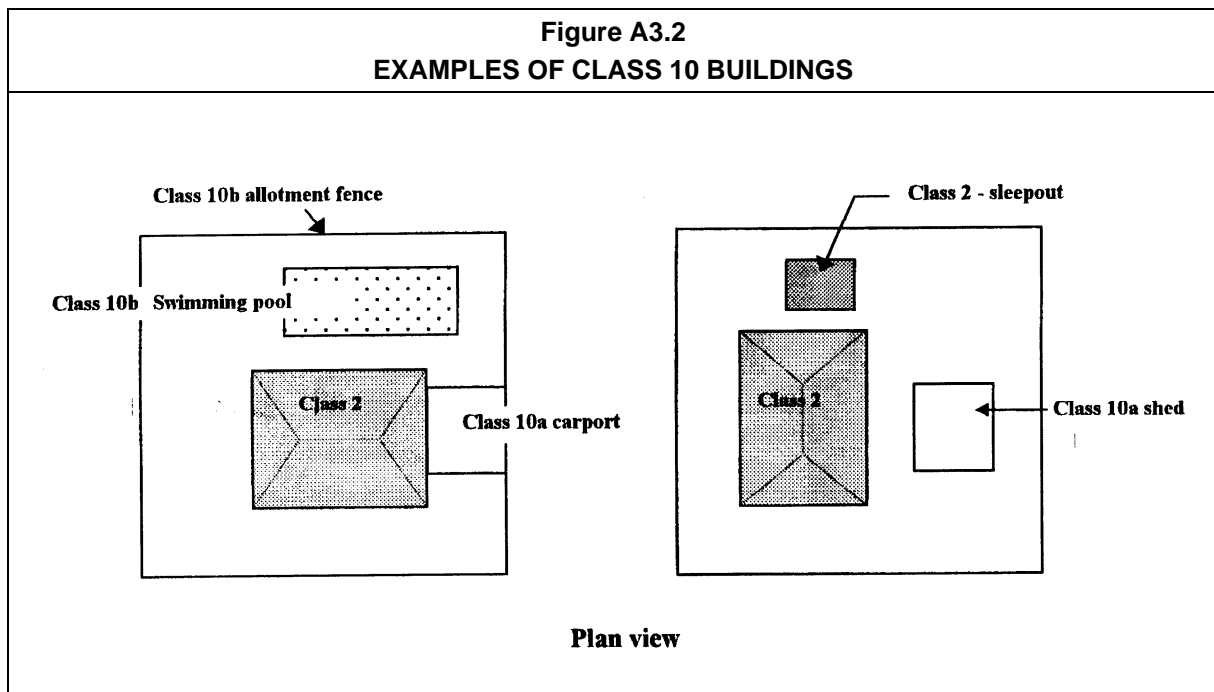 Figure A3.2
EXAMPLES OF CLASS 10 BUILDINGS
Class 10b allotment fence
Class 10b Swimming pool
Class 2
Class 10a carport
Class 2 - sleepout
Class 2
Class 10a shed
Plan view